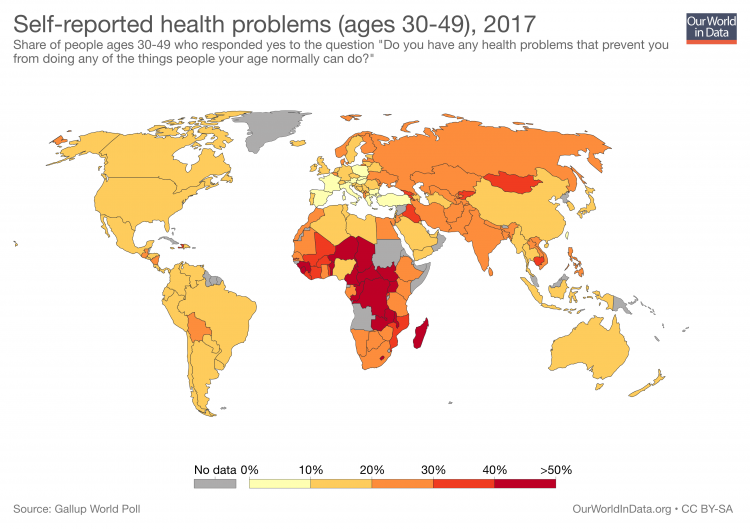 Self-reported health problems (ages 30-49), 2017
Our World
in Data
Share of people ages 30-49 who responded yes to the question "Do you have any health problems that prevent you
from doing any of the things people your age normally can do?"
No data 0% 10% 20% 30% 40% >50%
Source: Gallup World Poll
OurWorldInData.org • CC BY-SA